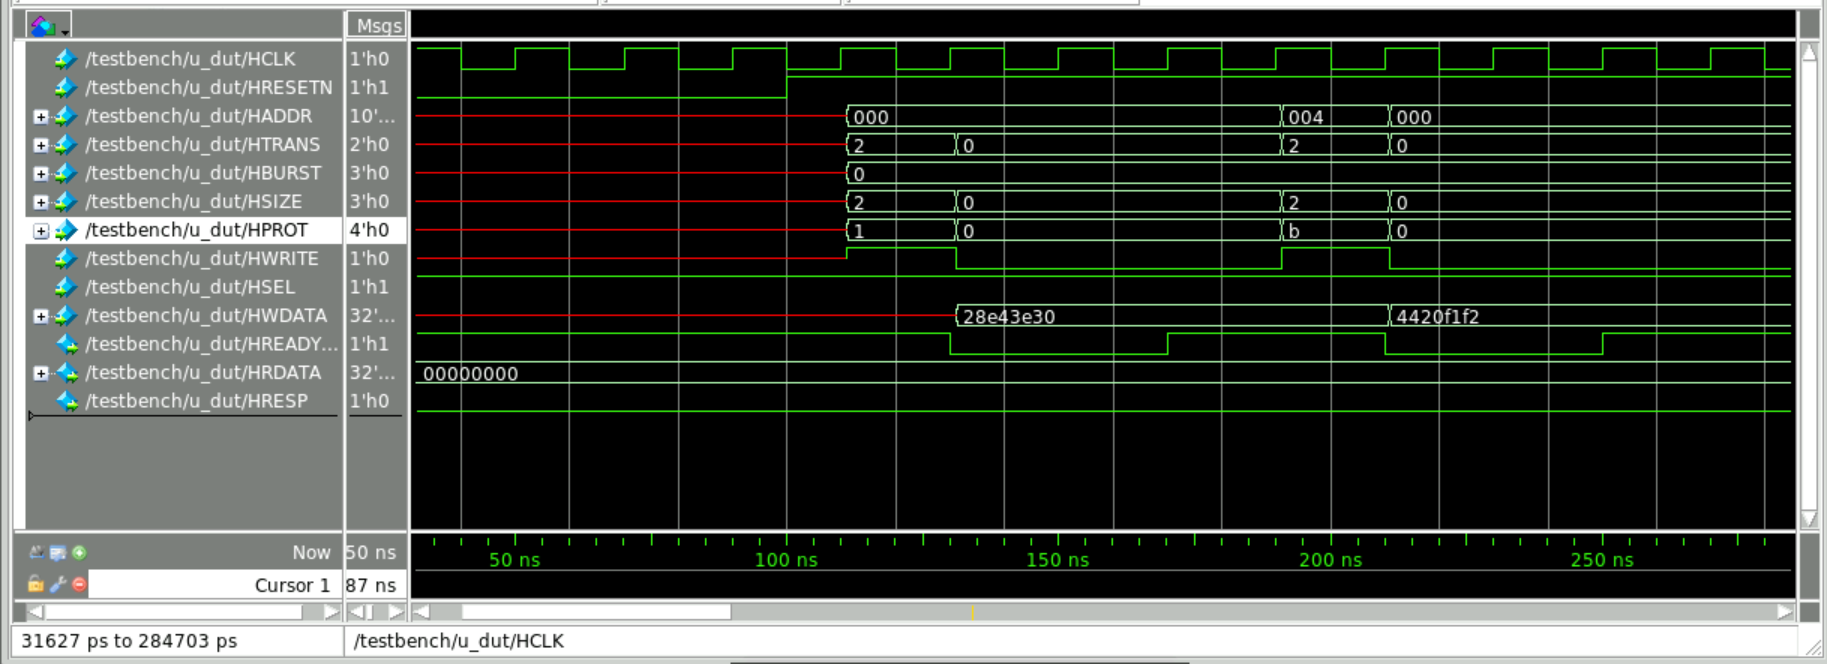 Msgs
/testbench/u_dut/HCLK 1'h0
/testbench/u_dut/HRESETN 1'h1
/testbench/u_dut/HADDR 10'... 000 004 000
/testbench/u_dut/HTRANS 2'h0 2 0 2 0
/testbench/u_dut/HBURST 3'h0 0
/testbench/u_dut/HSIZE 3'h0 2 0 2 0
/testbench/u_dut/HPROT 4'h0 1 0 b 0
/testbench/u_dut/HWRITE 1'h0
/testbench/u_dut/HSEL 1'h1
/testbench/u_dut/HWDATA 32'... 28e43e30 4420f1f2
/testbench/u_dut/HREADY... 1'h1
/testbench/u_dut/HRDATA 32'... 00000000
/testbench/u_dut/HRESP 1'h0
Now 50 ns 50 ns 100 ns 150 ns 200 ns 250 ns
Cursor 1 87 ns
31627 ps to 284703 ps /testbench/u_dut/HCLK